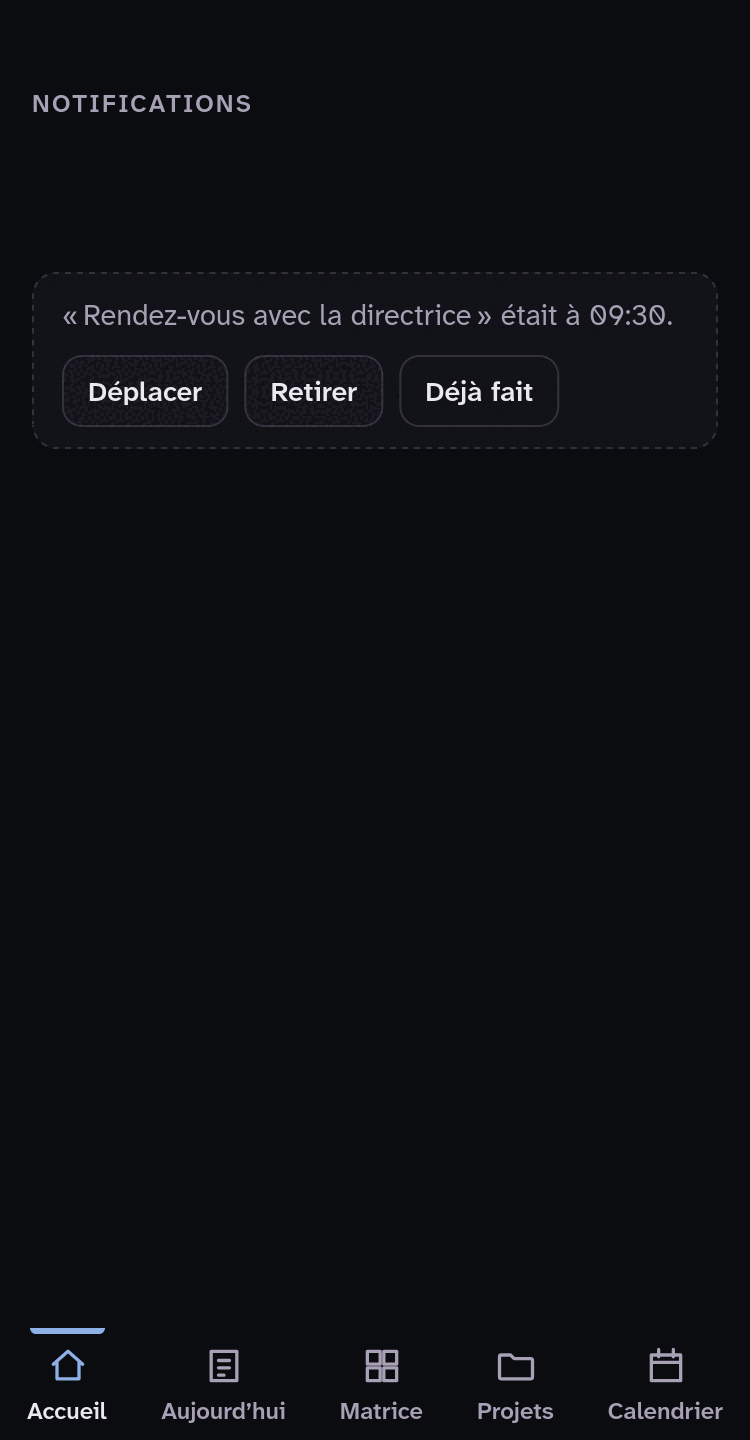 NOTIFICATIONS
« Rendez-vous avec la directrice » était à 09:30.
Déplacer Retirer Déjà fait
Accueil Aujourd’hui Matrice Projets Calendrier